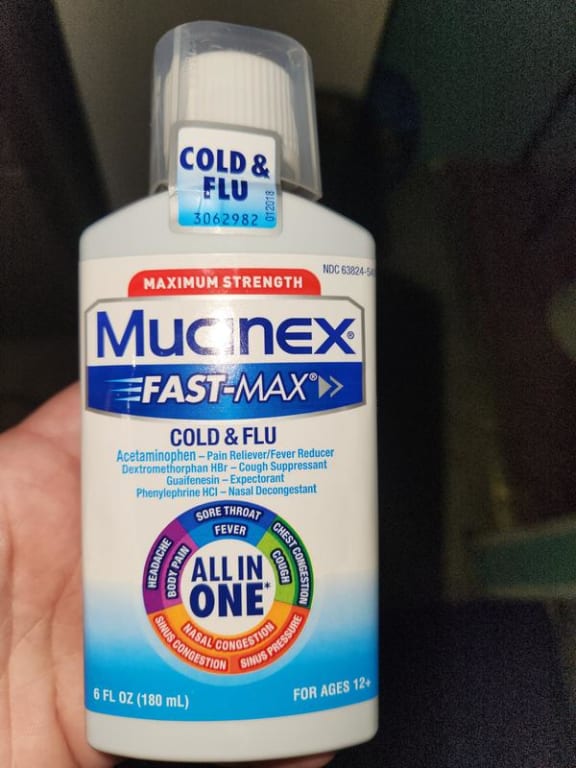 COLD &
FLU
3062982
012018
NDC 63824-
MAXIMUM STRENGTH
Mucinex®
FAST-MAX®
COLD & FLU
Acetaminophen – Pain Reliever/Fever Reducer
Dextromethorphan HBr – Cough Suppressant
Guaifenesin – Expectorant
Phenylephrine HCl – Nasal Decongestant
SORE THROAT
FEVER
HEADACHE
BODY PAIN
CHEST CONGESTION
COUGH
ALL IN
ONE*
NASAL CONGESTION
SINUS CONGESTION
SINUS PRESSURE
6 FL OZ (180 mL)
FOR AGES 12+